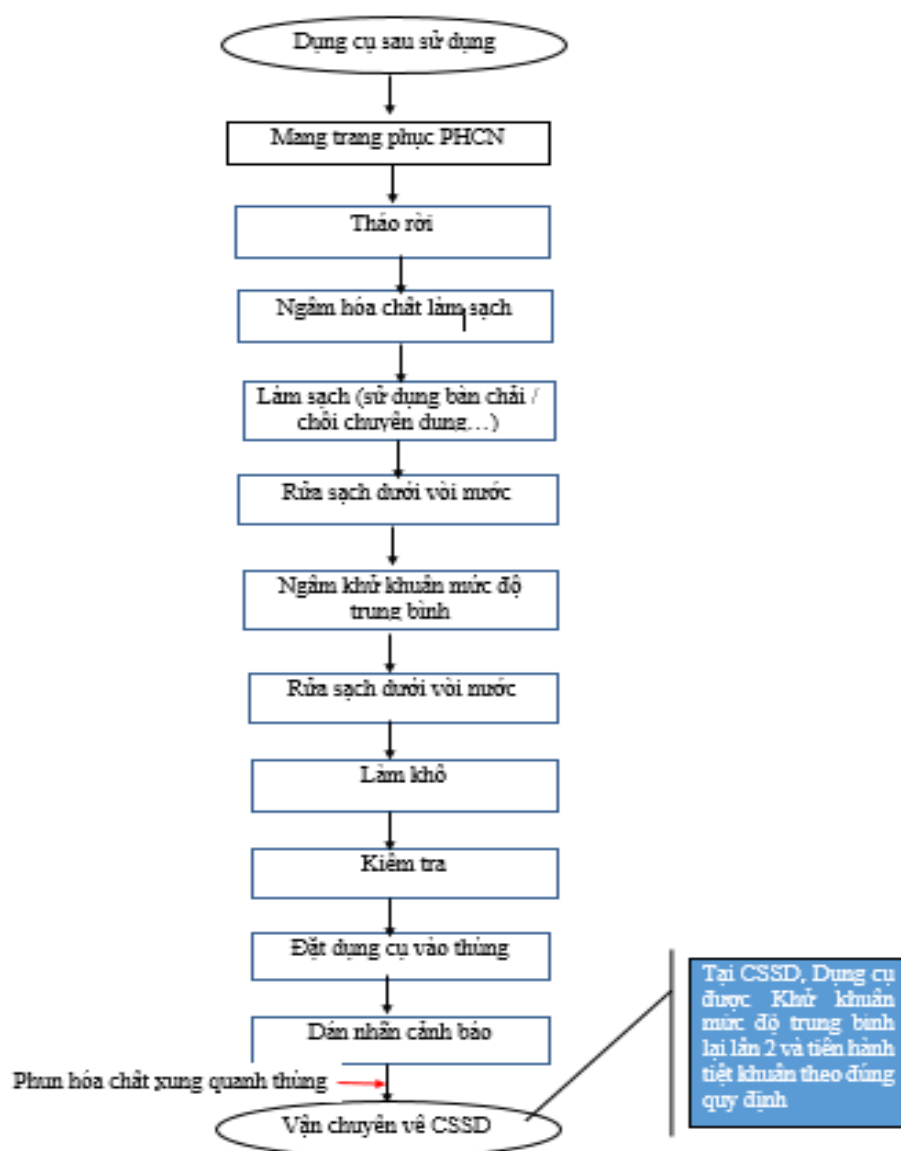 Dụng cụ sau sử dụng
Mang trang phục PHCN
Tháo rời
Ngâm hóa chất làm sạch
Làm sạch (sử dụng bàn chải /
chổi chuyên dụng…)
Rửa sạch dưới vòi nước
Ngâm khử khuẩn mức độ
trung bình
Rửa sạch dưới vòi nước
Làm khô
Kiểm tra
Đặt dụng cụ vào thùng
Dán nhãn cảnh báo
Phun hóa chất xung quanh thùng
Vận chuyển về CSSD
Tại CSSD, Dụng cụ
được Khử khuẩn
mức độ trung bình
lại lần 2 và tiến hành
tiệt khuẩn theo đúng
quy định